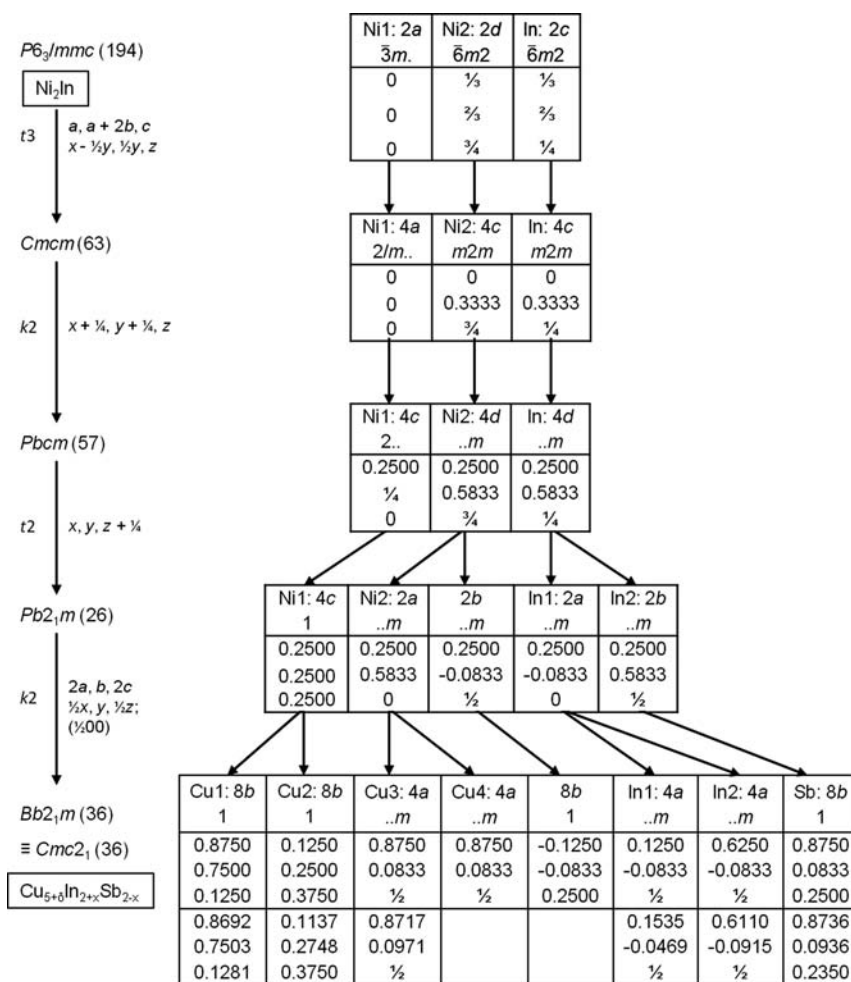 P6₃/mmc (194)
Ni₂In
t3
a, a + 2b, c
x - ½y, ½y, z
Cmcm (63)
k2
x + ¼, y + ¼, z
Pbcm (57)
t2
x, y, z + ¼
Pb2₁m (26)
k2
2a, b, 2c
½x, y, ½z;
(½00)
Bb2₁m (36)
≡ Cmc2₁ (36)
Cu₅₊δIn₂₊ₓSb₂₋ₓ
Ni1: 2a Ni2: 2d In: 2c
3̅m. 6̅m2 6̅m2
0 ⅓ ⅓
0 ⅔ ⅔
0 ¾ ¼
Ni1: 4a Ni2: 4c In: 4c
2/m.. m2m m2m
0 0 0
0 0.3333 0.3333
0 ¾ ¼
Ni1: 4c Ni2: 4d In: 4d
2.. ..m ..m
0.2500 0.2500 0.2500
¼ 0.5833 0.5833
0 ¾ ¼
Ni1: 4c Ni2: 2a 2b In1: 2a In2: 2b
1 ..m ..m ..m ..m
0.2500 0.2500 0.2500 0.2500 0.2500
0.2500 0.5833 -0.0833 -0.0833 0.5833
0.2500 0 ½ 0 ½
Cu1: 8b Cu2: 8b Cu3: 4a Cu4: 4a 8b In1: 4a In2: 4a Sb: 8b
1 1 ..m ..m 1 ..m ..m 1
0.8750 0.1250 0.8750 0.8750 -0.1250 0.1250 0.6250 0.8750
0.7500 0.2500 0.0833 0.0833 -0.0833 -0.0833 -0.0833 0.0833
0.1250 0.3750 ½ ½ 0.2500 ½ ½ 0.2500
0.8692 0.1137 0.8717 0.1535 0.6110 0.8736
0.7503 0.2748 0.0971 -0.0469 -0.0915 0.0936
0.1281 0.3750 ½ ½ ½ 0.2350